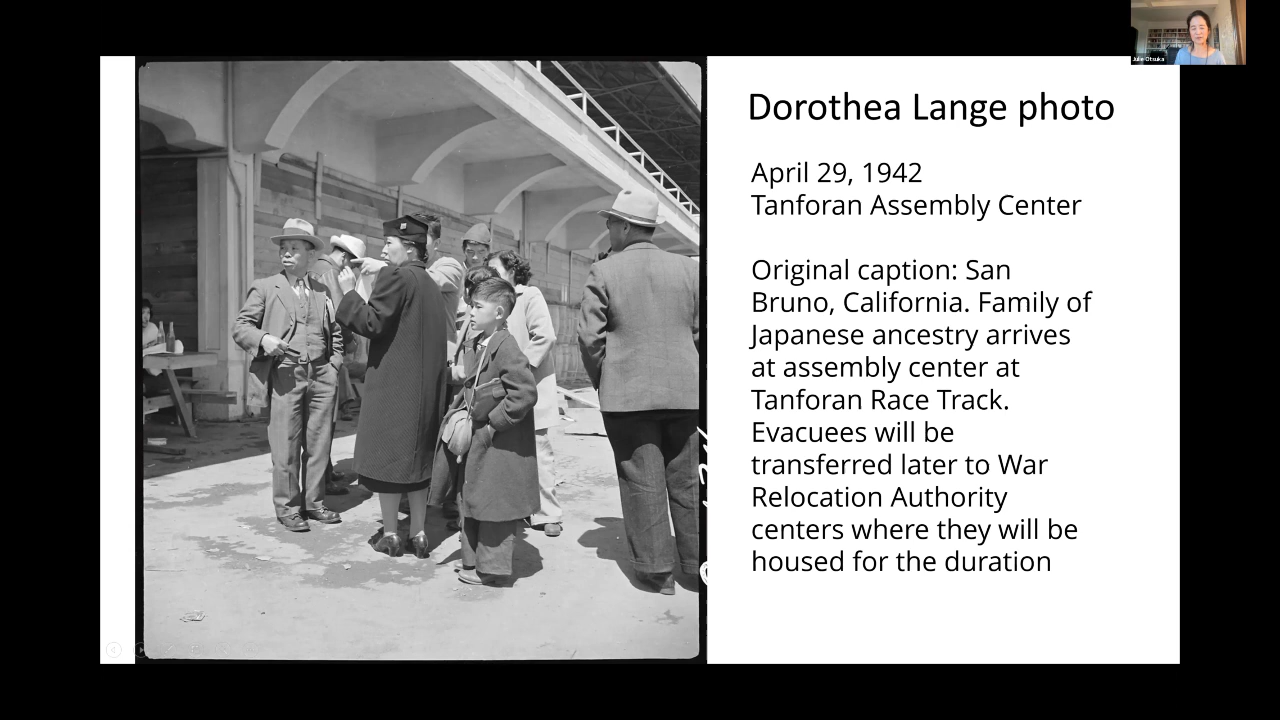 Julie Otsuka
Dorothea Lange photo
April 29, 1942
Tanforan Assembly Center
Original caption: San
Bruno, California. Family of
Japanese ancestry arrives
at assembly center at
Tanforan Race Track.
Evacuees will be
transferred later to War
Relocation Authority
centers where they will be
housed for the duration